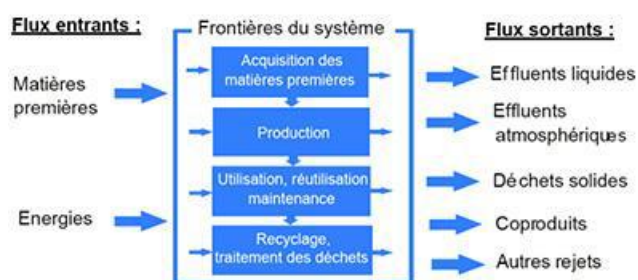 Flux entrants :
Frontières du système
Flux sortants :
Matières
premières
Energies
Acquisition des
matières premières
Production
Utilisation, réutilisation
maintenance
Recyclage,
traitement des déchets
Effluents liquides
Effluents
atmosphériques
Déchets solides
Coproduits
Autres rejets